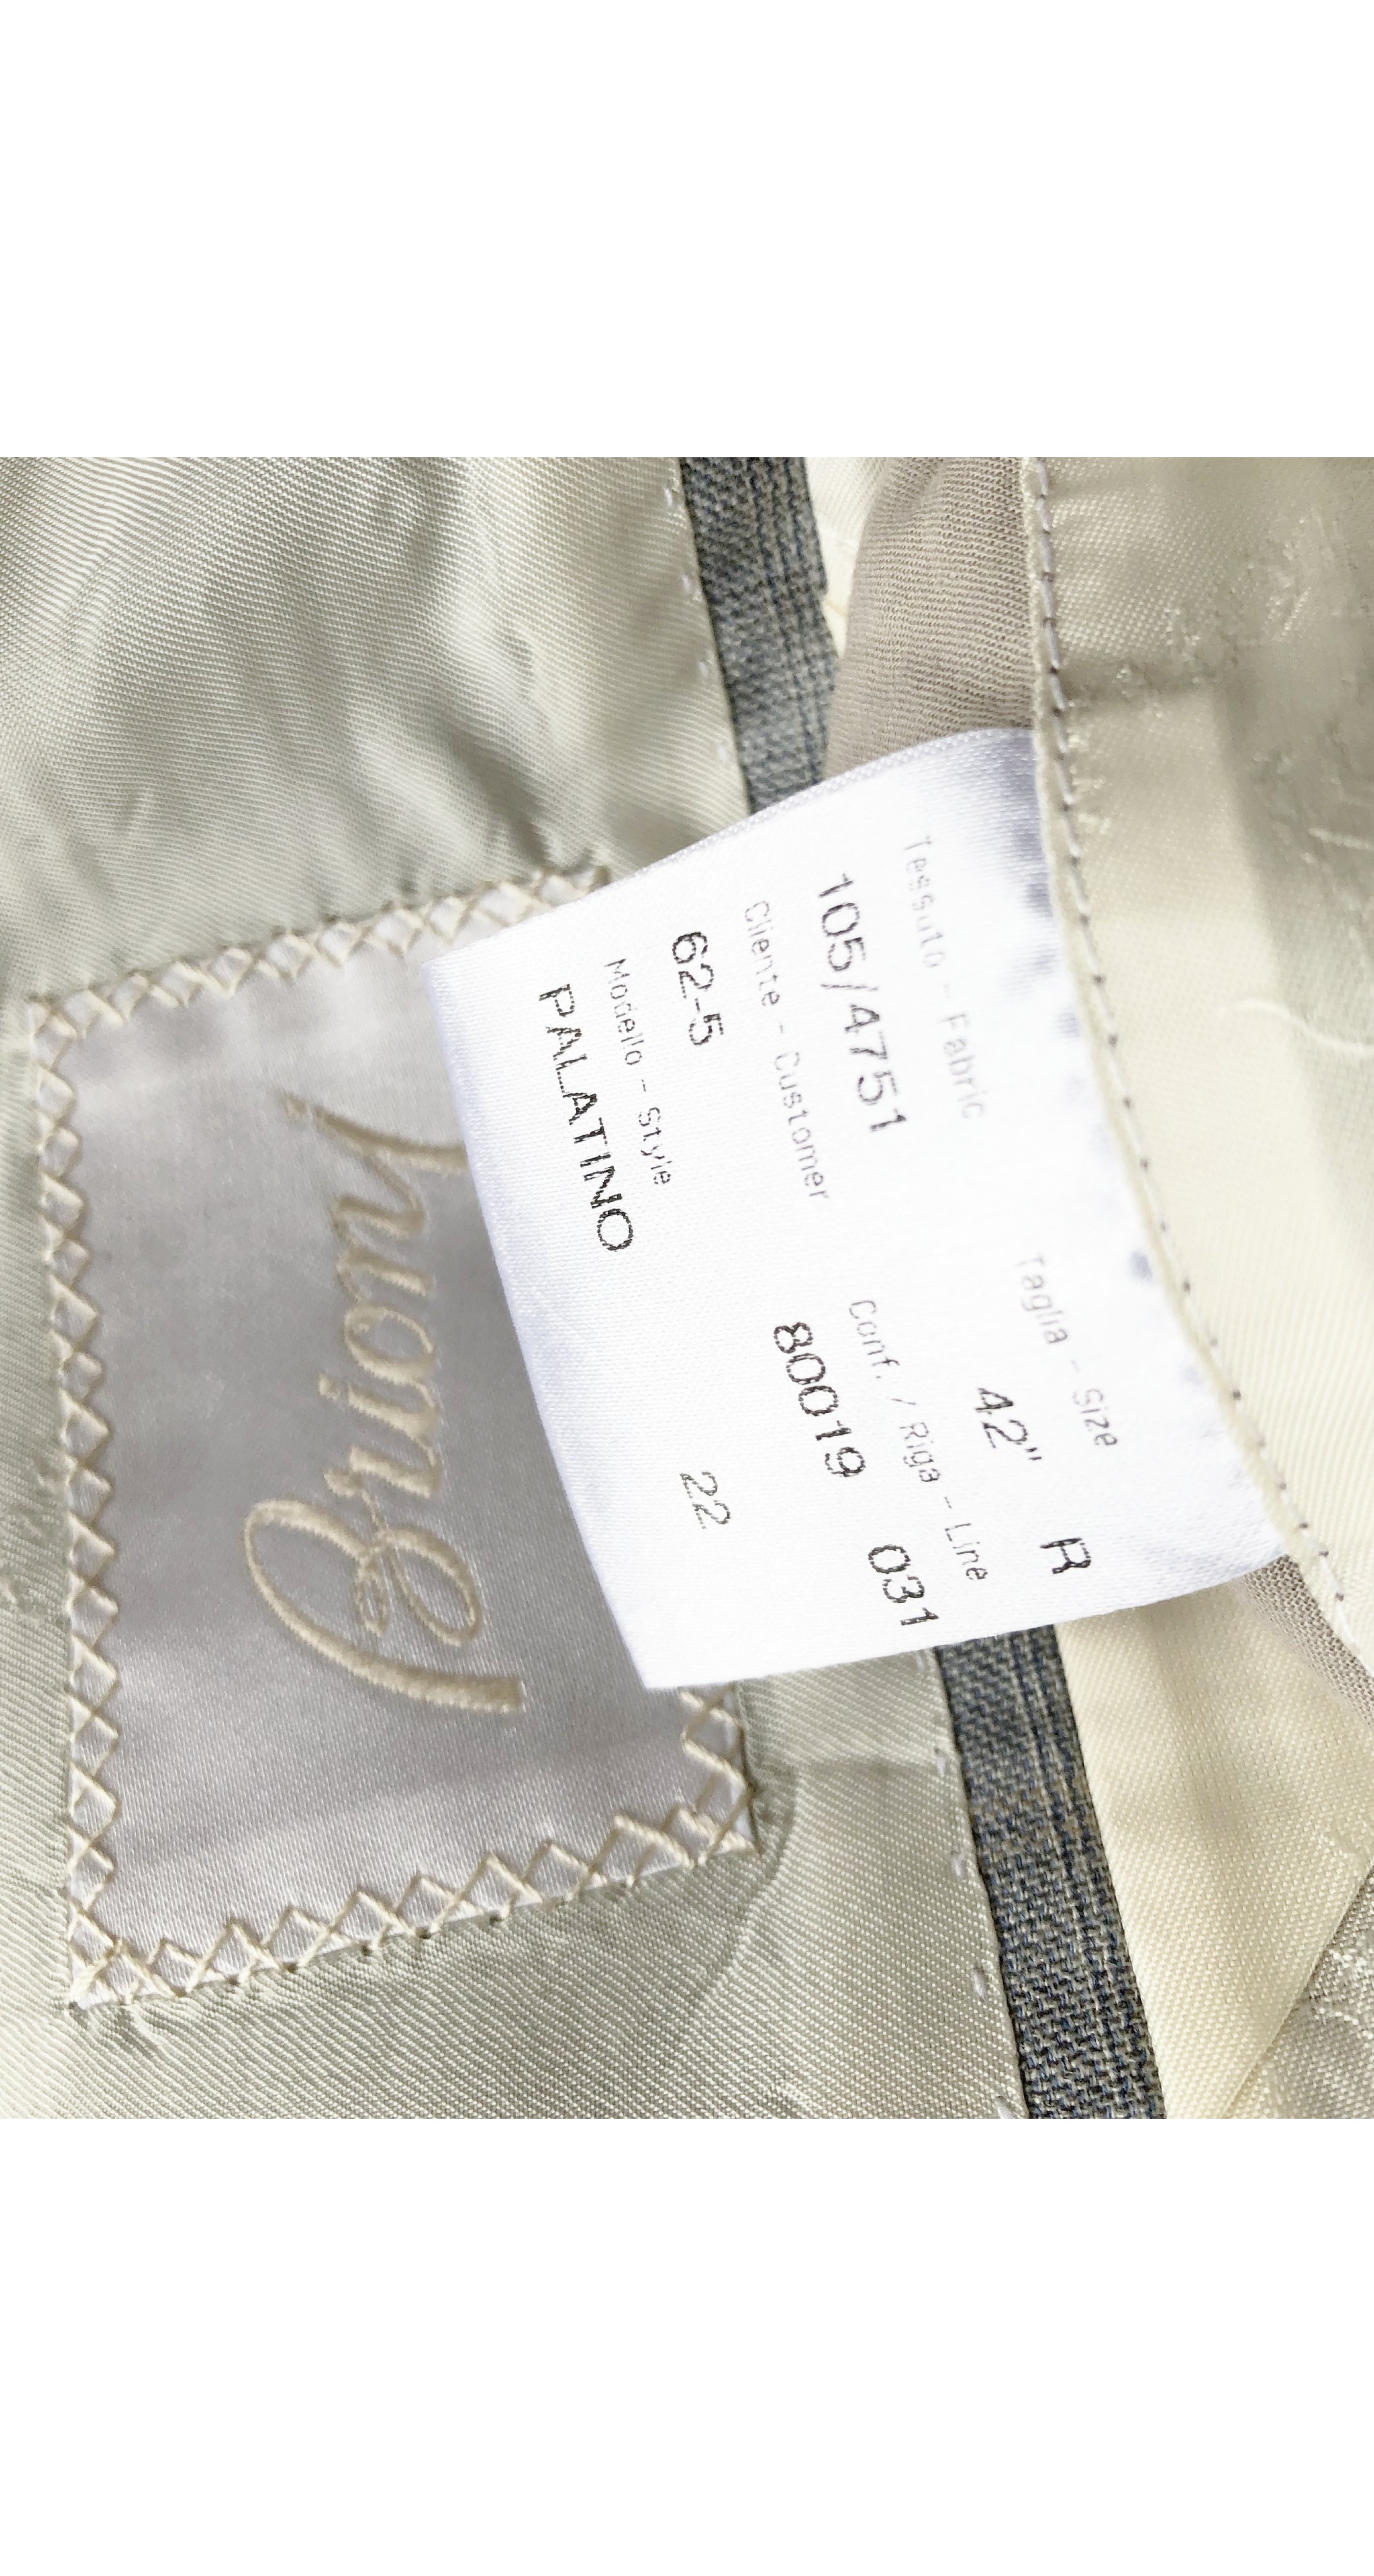 Brioni
Tessuto - Fabric Taglia - Size
105/4751 42" R
Cliente - Customer Conf. / Riga - Line
62-5 80019 031
Modello - Style
PALATINO 22